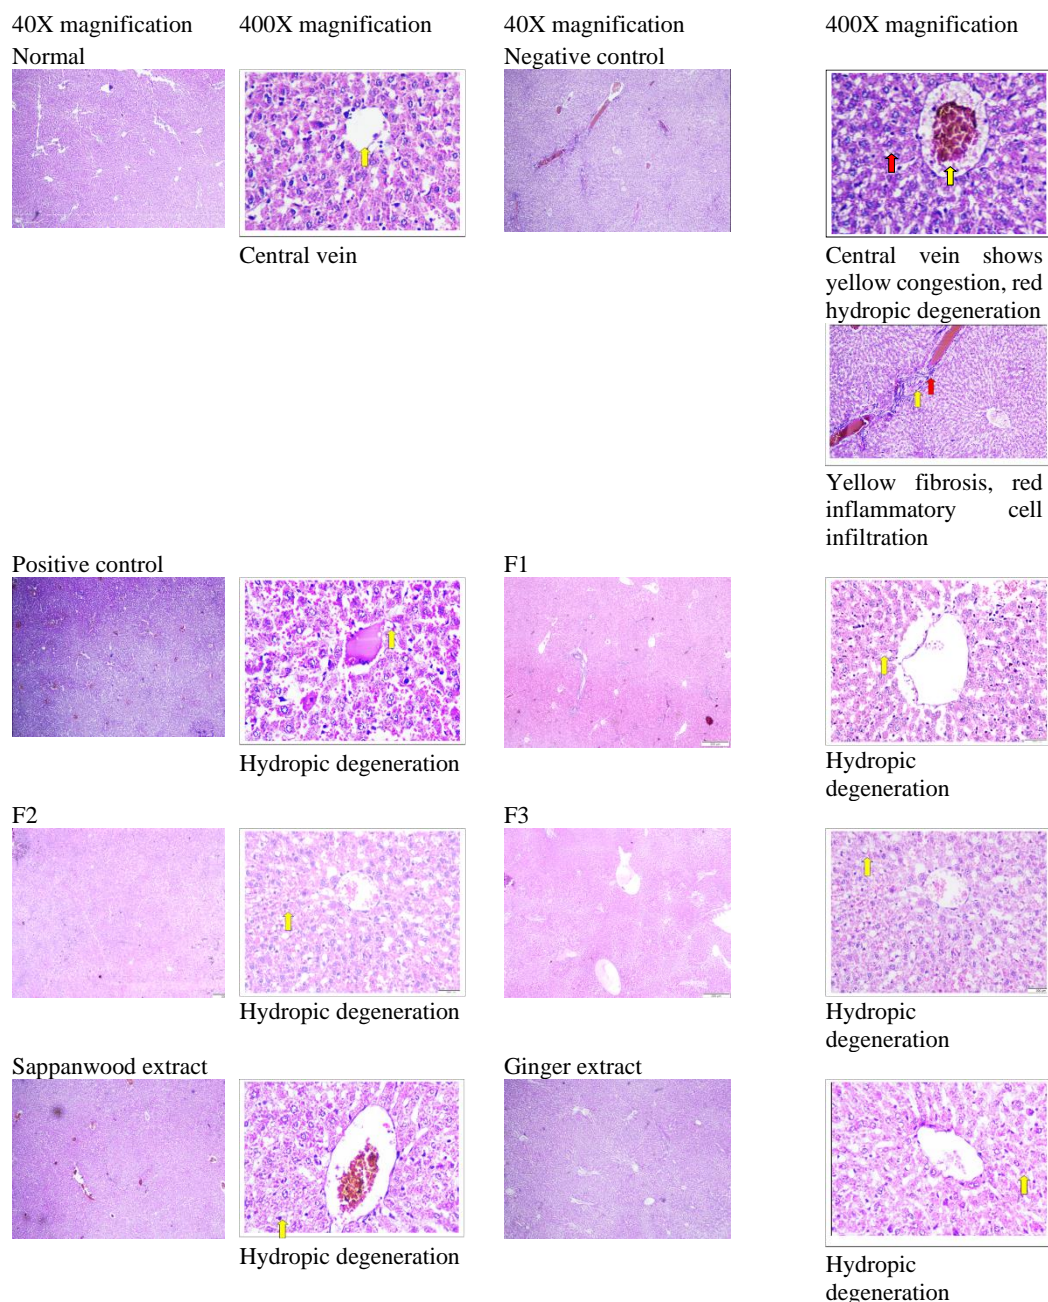 40X magnification 400X magnification 40X magnification 400X magnification
Normal Negative control
Central vein
Central vein shows
yellow congestion, red
hydropic degeneration
Yellow fibrosis, red
inflammatory cell
infiltration
Positive control F1
Hydropic degeneration
Hydropic
degeneration
F2 F3
Hydropic degeneration
Hydropic
degeneration
Sappanwood extract Ginger extract
Hydropic degeneration
Hydropic
degeneration